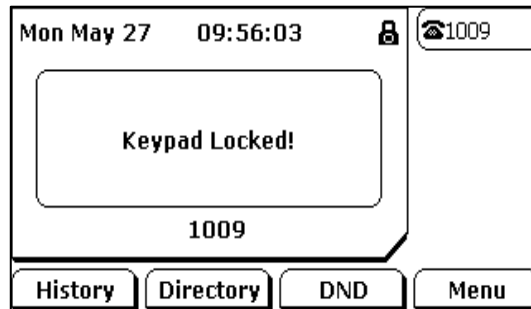 Mon May 27 09:56:03
☎1009
Keypad Locked!
1009
History Directory DND Menu